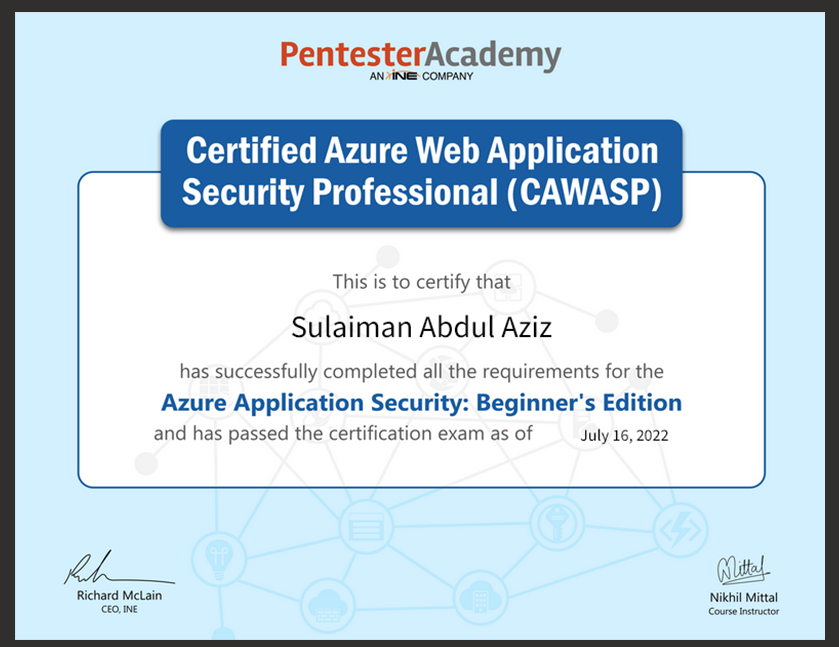 PentesterAcademy
AN INE COMPANY
Certified Azure Web Application
Security Professional (CAWASP)
This is to certify that
Sulaiman Abdul Aziz
has successfully completed all the requirements for the
Azure Application Security: Beginner's Edition
and has passed the certification exam as of July 16, 2022
Richard McLain
CEO, INE
Mittal
Nikhil Mittal
Course Instructor